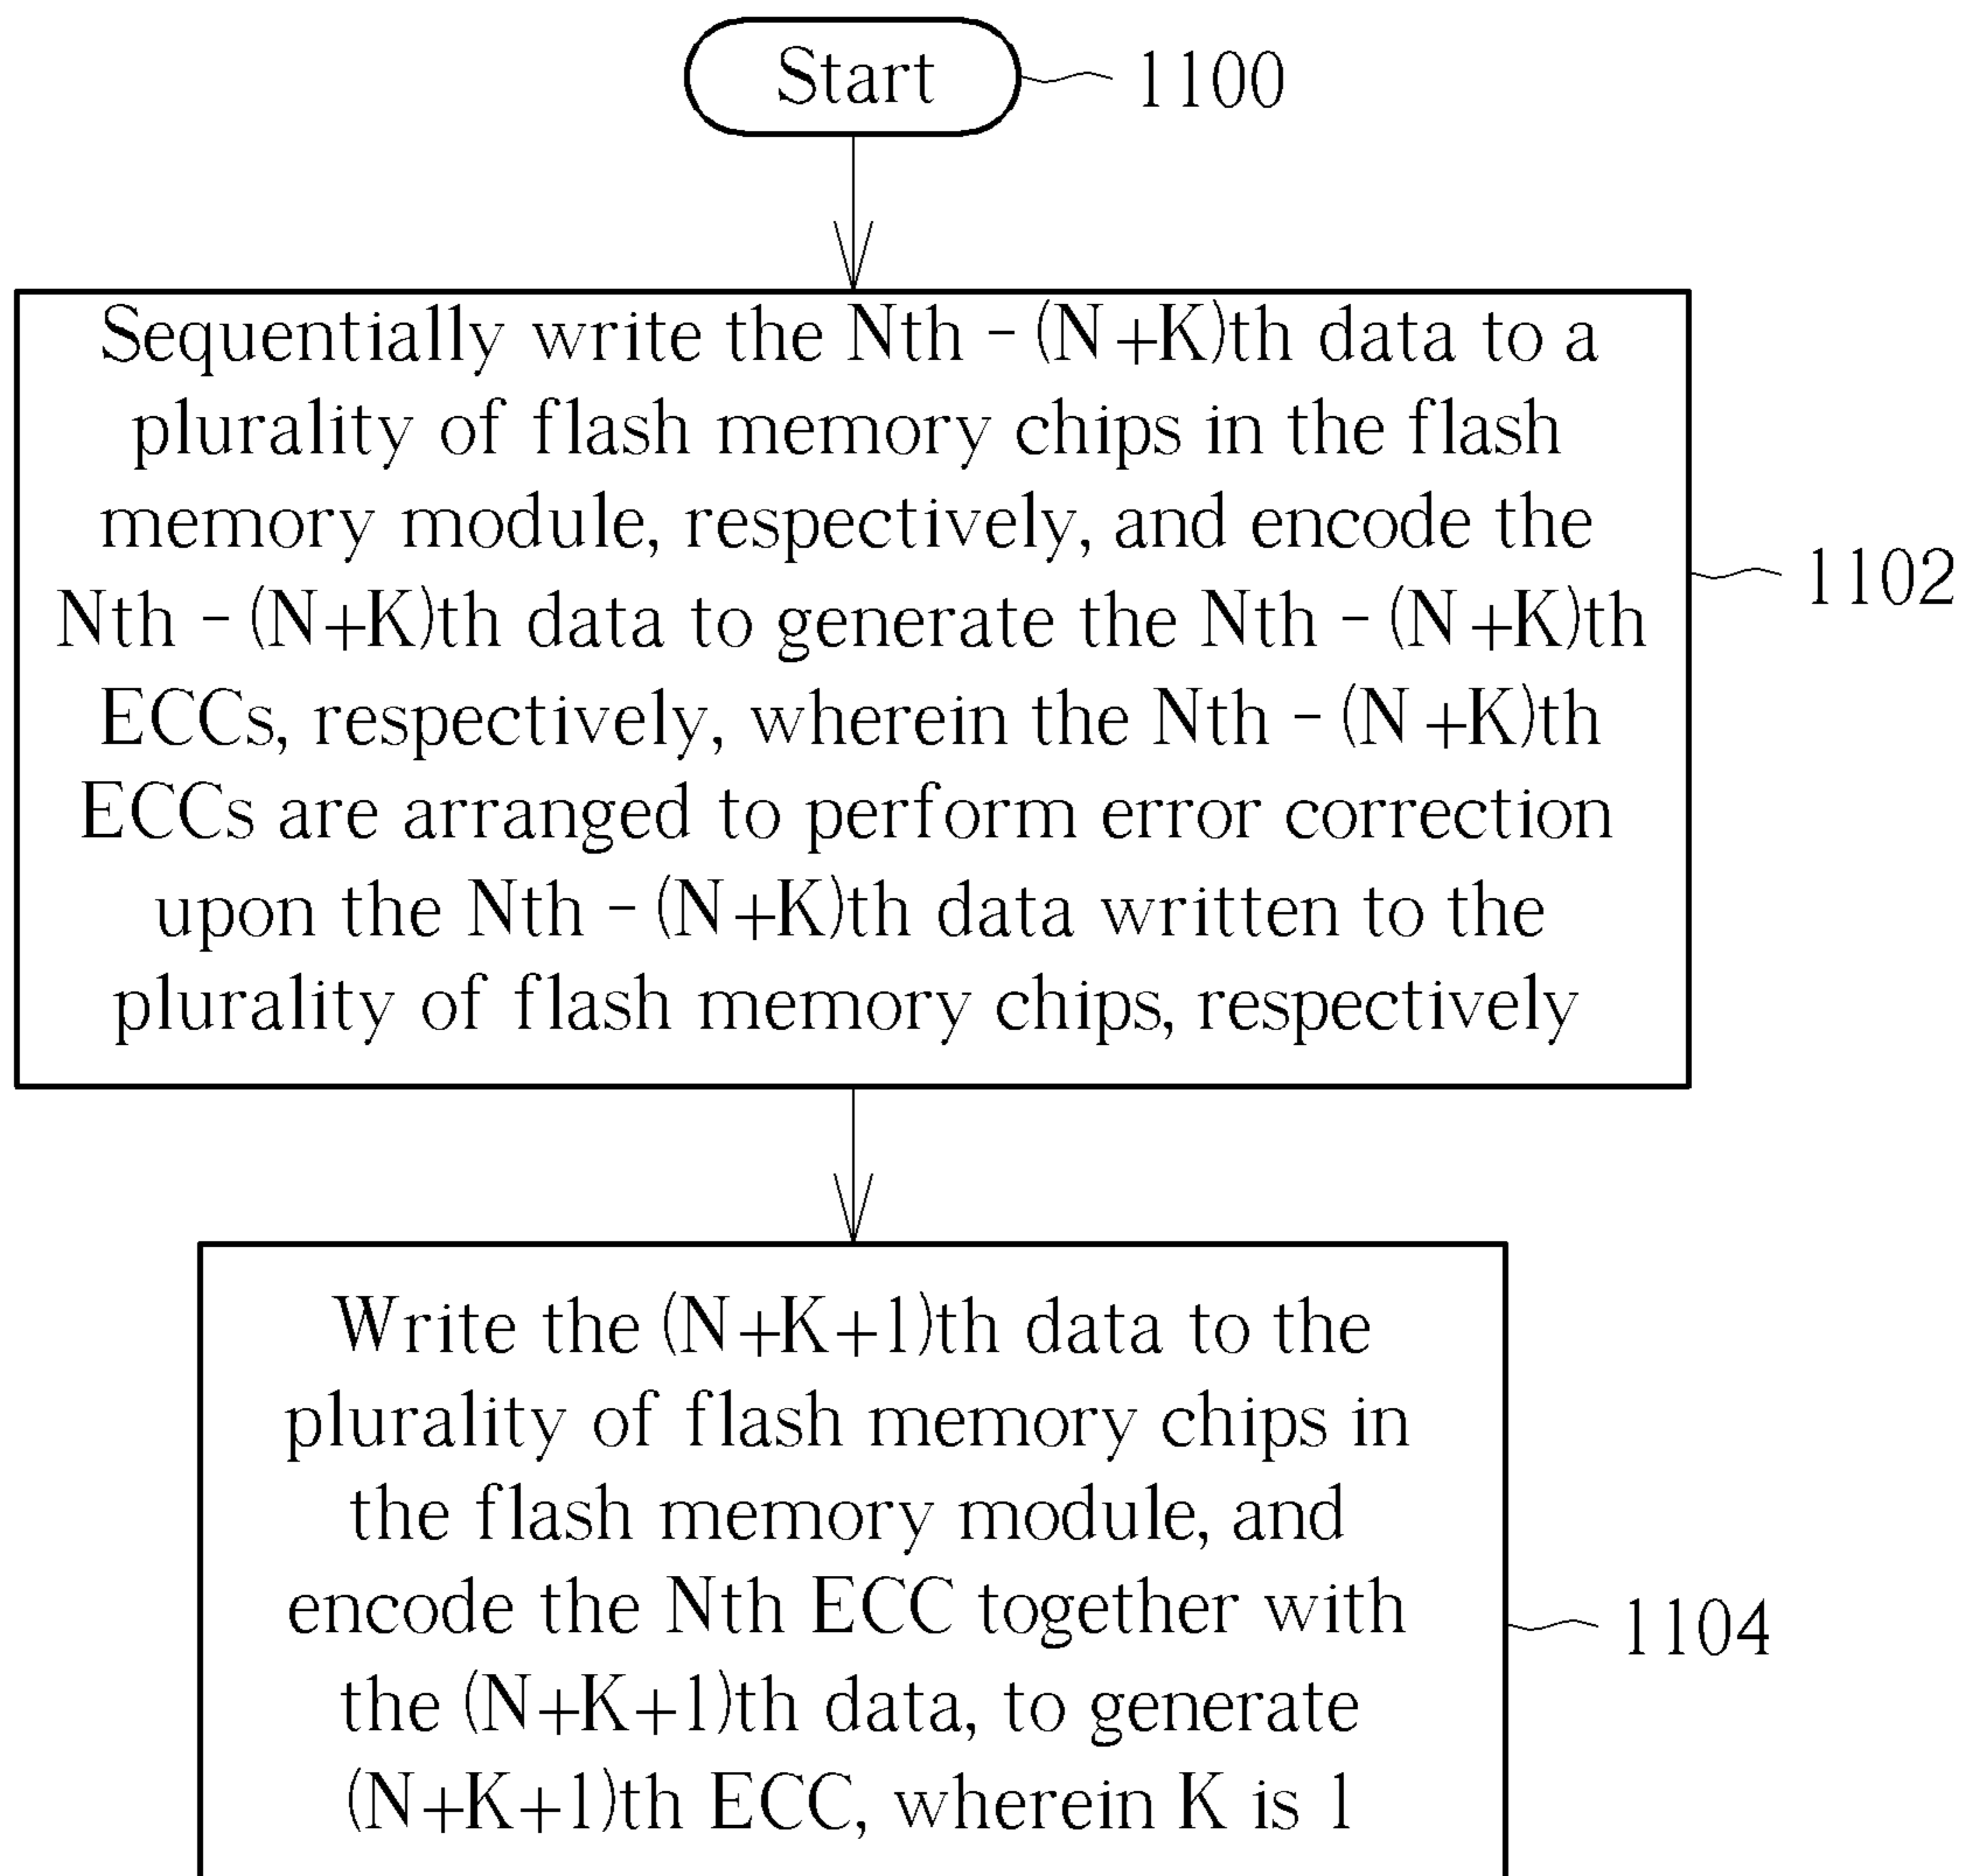 Start
1100
Sequentially write the Nth - (N+K)th data to a
plurality of flash memory chips in the flash
memory module, respectively, and encode the
Nth - (N+K)th data to generate the Nth - (N+K)th
ECCs, respectively, wherein the Nth - (N+K)th
ECCs are arranged to perform error correction
upon the Nth - (N+K)th data written to the
plurality of flash memory chips, respectively
1102
Write the (N+K+1)th data to the
plurality of flash memory chips in
the flash memory module, and
encode the Nth ECC together with
the (N+K+1)th data, to generate
(N+K+1)th ECC, wherein K is 1
1104